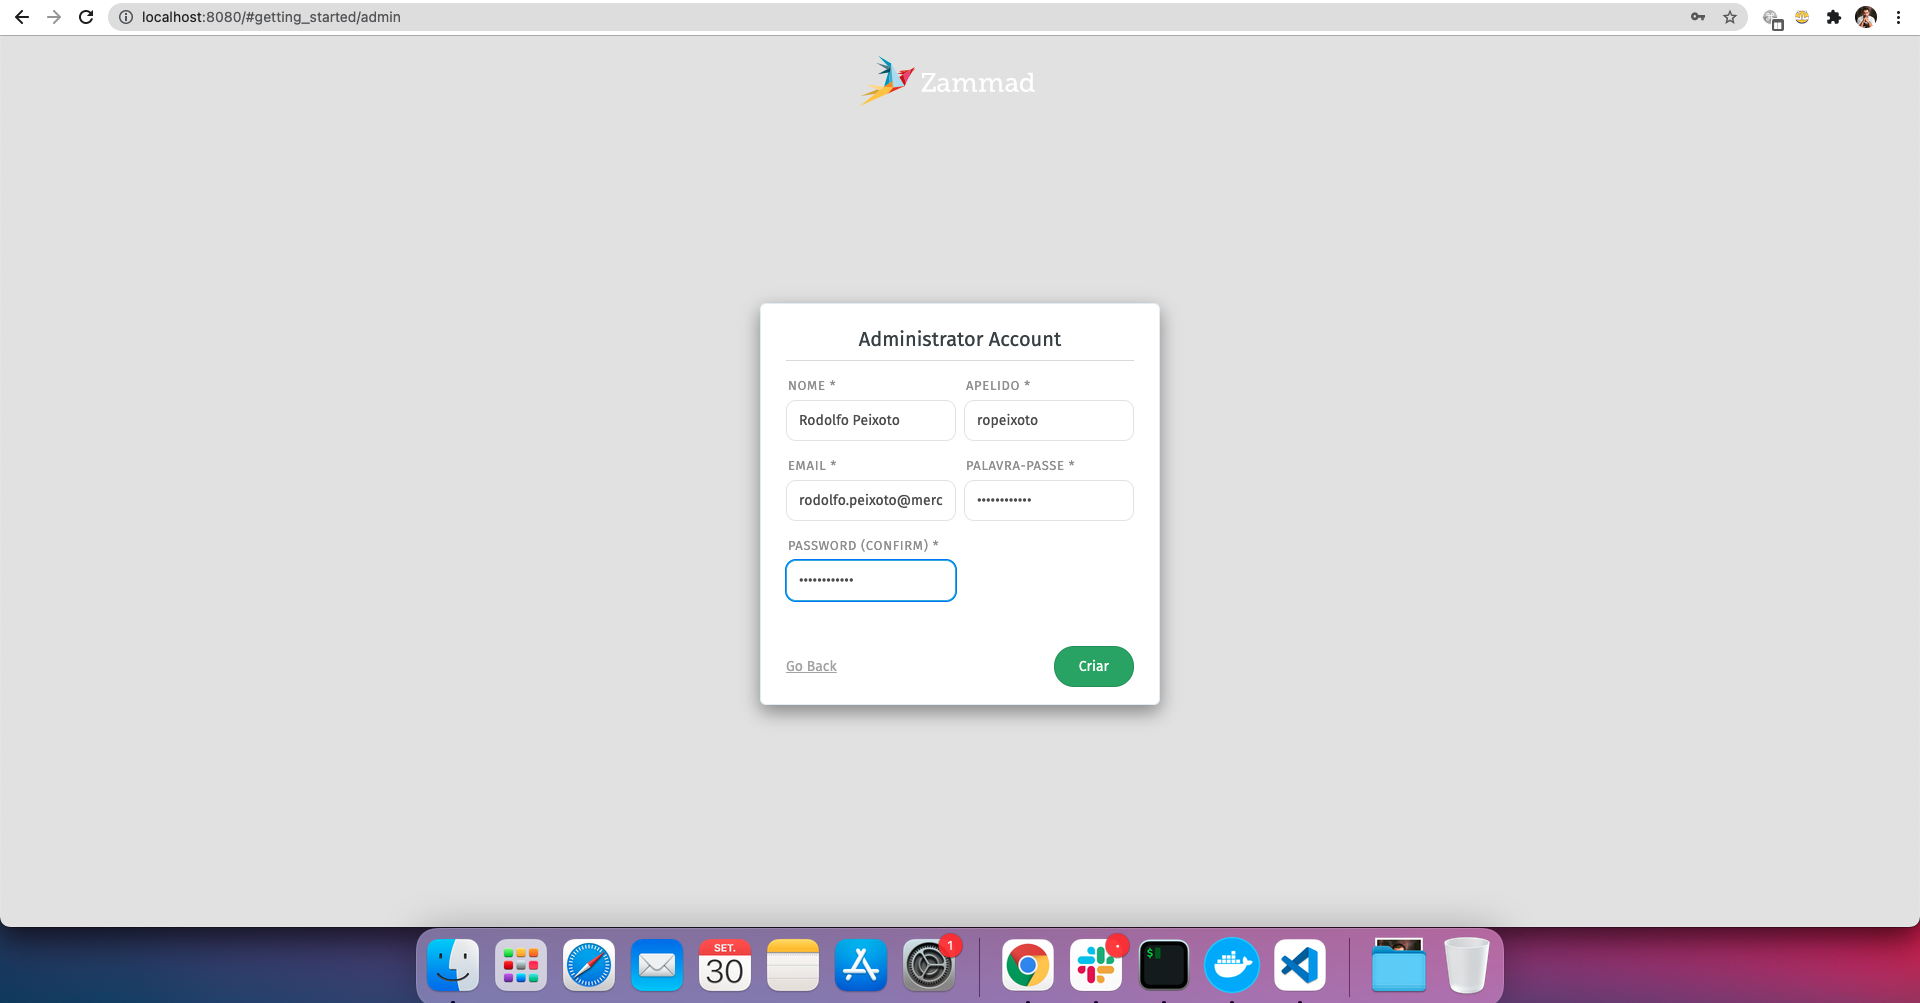 localhost:8080/#getting_started/admin
Zammad
Administrator Account
NOME * APELIDO *
Rodolfo Peixoto ropeixoto
EMAIL * PALAVRA-PASSE *
rodolfo.peixoto@merc ••••••••••••
PASSWORD (CONFIRM) *
••••••••••••
Go Back Criar
SET.
30
1
$